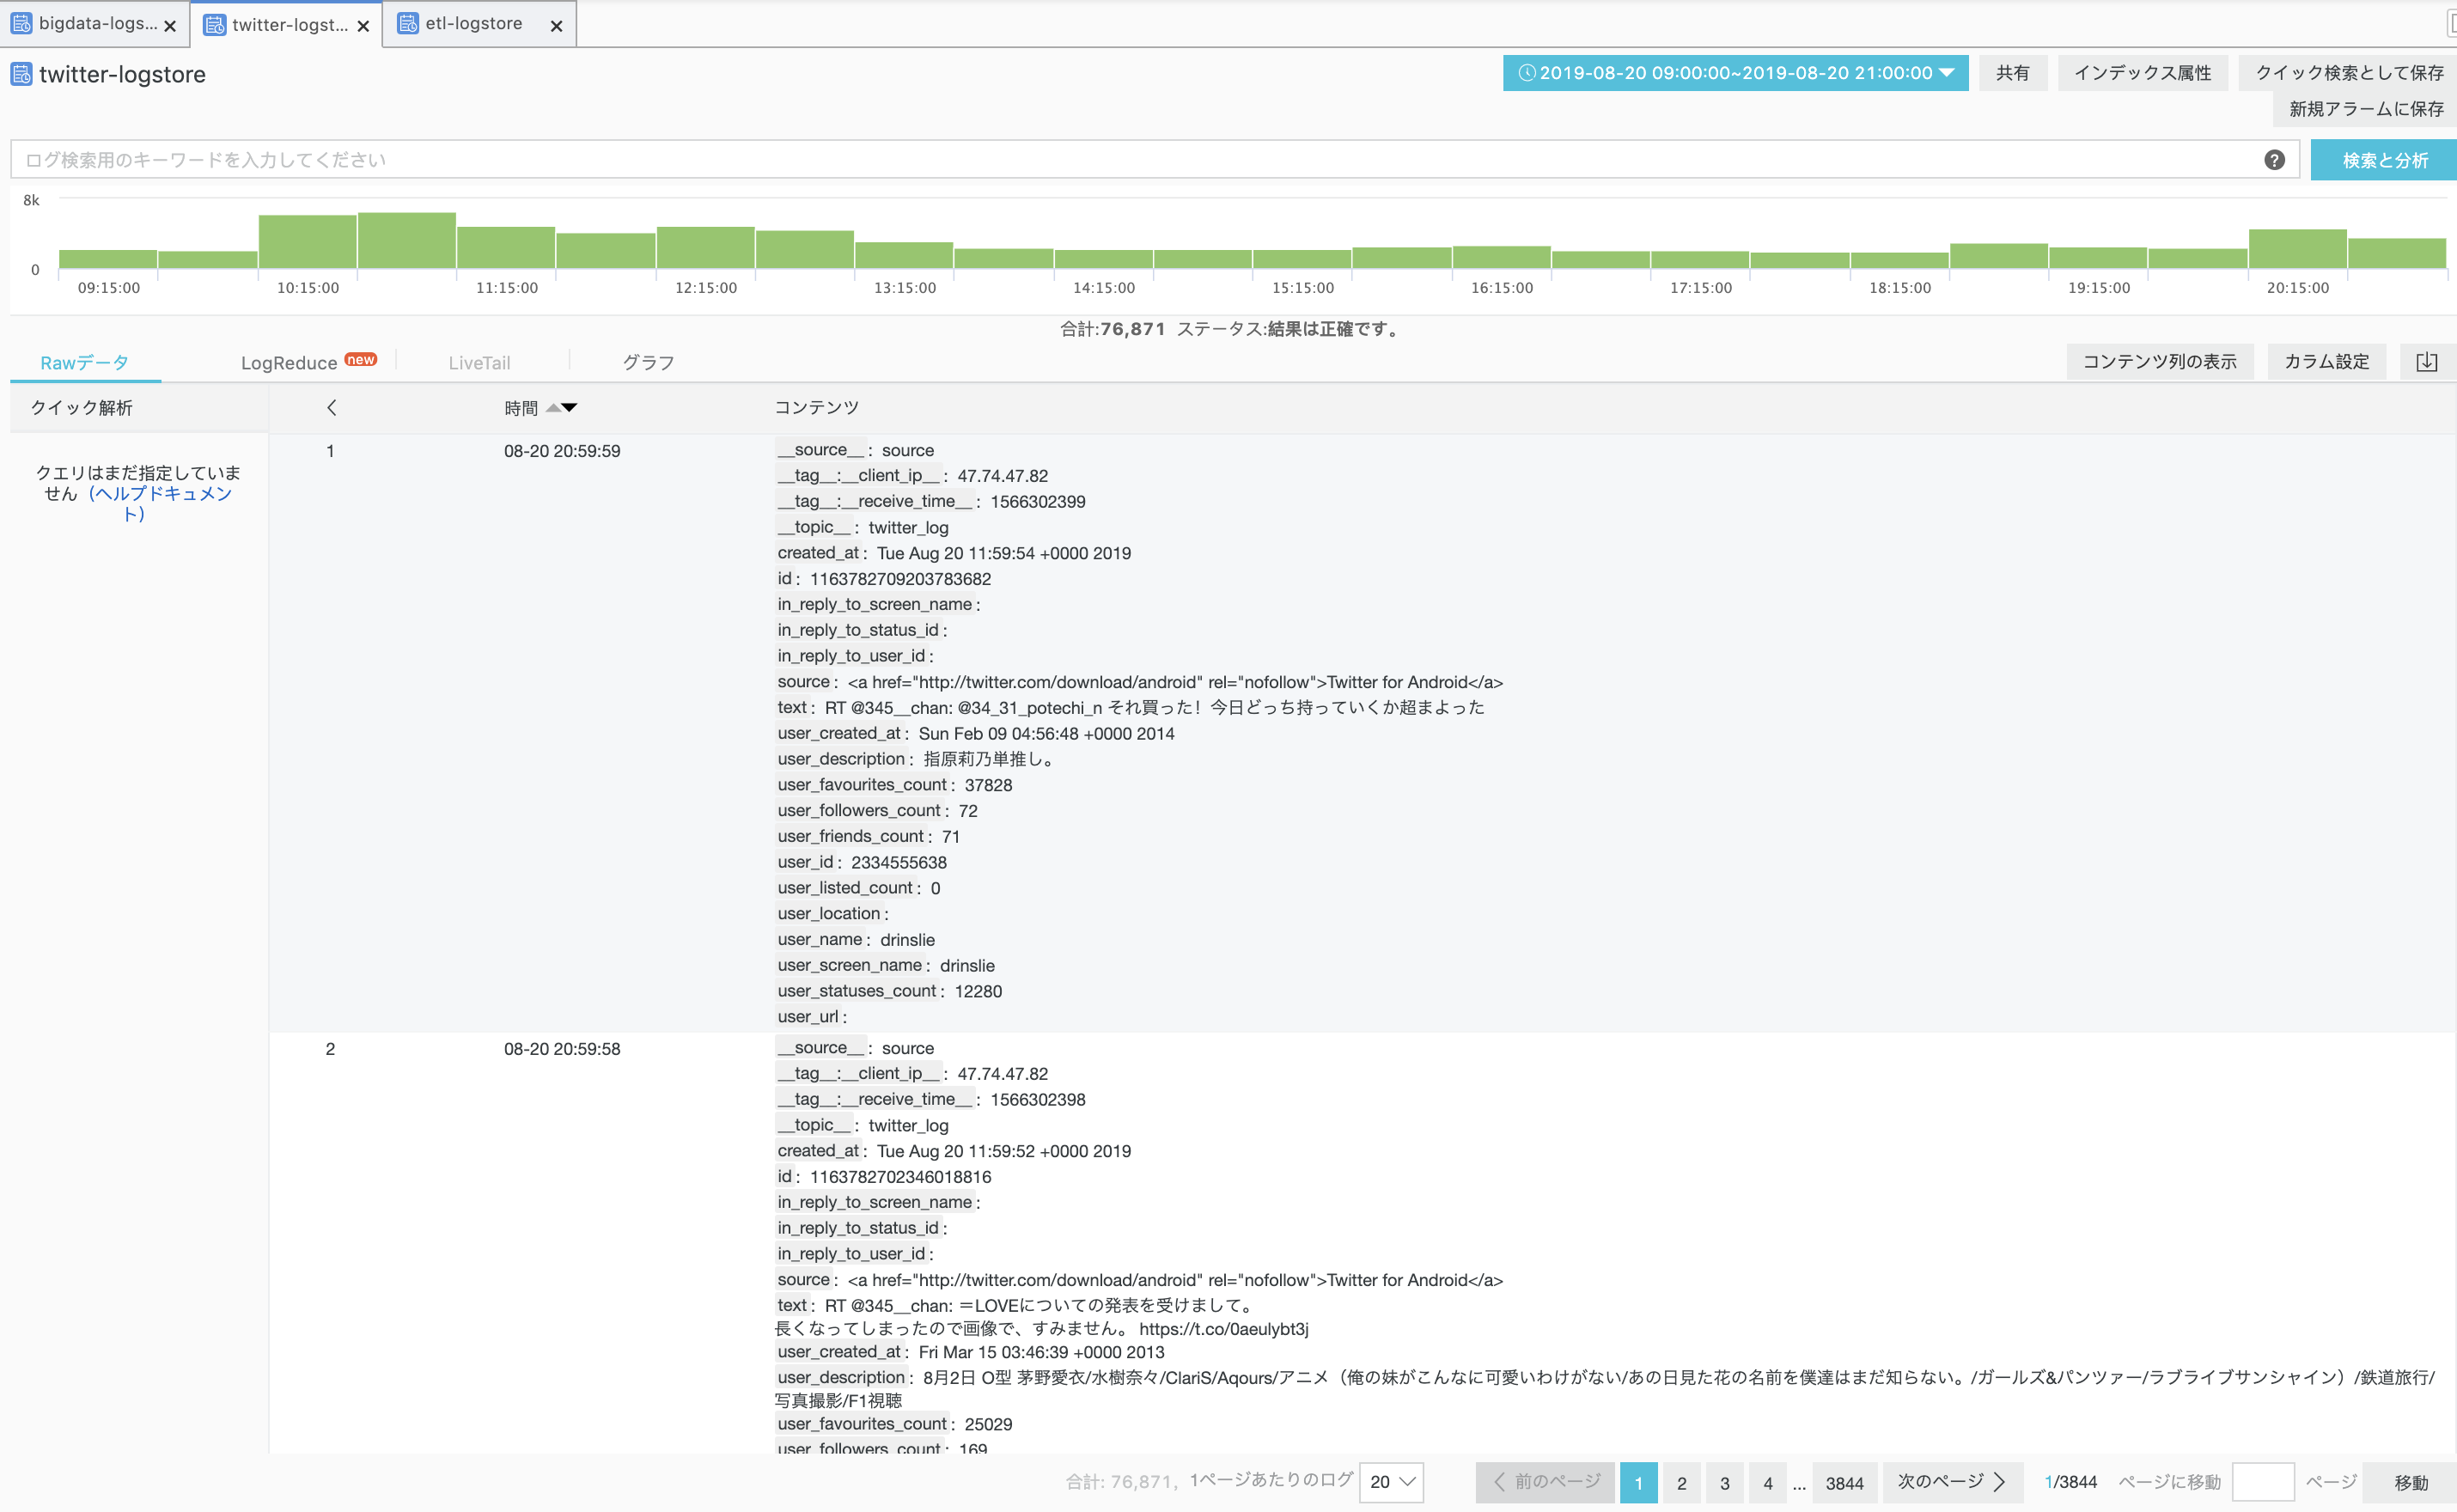 bigdata-logs...
twitter-logst...
etl-logstore
twitter-logstore
2019-08-20 09:00:00~2019-08-20 21:00:00
共有
インデックス属性
クイック検索として保存
新規アラームに保存
ログ検索用のキーワードを入力してください
検索と分析
8k
0
09:15:00
10:15:00
11:15:00
12:15:00
13:15:00
14:15:00
15:15:00
16:15:00
17:15:00
18:15:00
19:15:00
20:15:00
合計:76,871 ステータス:結果は正確です。
Rawデータ
LogReduce new
LiveTail
グラフ
コンテンツ列の表示
カラム設定
クイック解析
時間
コンテンツ
クエリはまだ指定していま
せん（ヘルプドキュメン
ト）
1
08-20 20:59:59
__source__ : source
__tag__:__client_ip__ : 47.74.47.82
__tag__:__receive_time__ : 1566302399
__topic__ : twitter_log
created_at : Tue Aug 20 11:59:54 +0000 2019
id : 1163782709203783682
in_reply_to_screen_name :
in_reply_to_status_id :
in_reply_to_user_id :
source : <a href="http://twitter.com/download/android" rel="nofollow">Twitter for Android</a>
text : RT @345__chan: @34_31_potechi_n それ買った！今日どっち持っていくか超まよった
user_created_at : Sun Feb 09 04:56:48 +0000 2014
user_description : 指原莉乃単推し。
user_favourites_count : 37828
user_followers_count : 72
user_friends_count : 71
user_id : 2334555638
user_listed_count : 0
user_location :
user_name : drinslie
user_screen_name : drinslie
user_statuses_count : 12280
user_url :
2
08-20 20:59:58
__source__ : source
__tag__:__client_ip__ : 47.74.47.82
__tag__:__receive_time__ : 1566302398
__topic__ : twitter_log
created_at : Tue Aug 20 11:59:52 +0000 2019
id : 1163782702346018816
in_reply_to_screen_name :
in_reply_to_status_id :
in_reply_to_user_id :
source : <a href="http://twitter.com/download/android" rel="nofollow">Twitter for Android</a>
text : RT @345__chan: ＝LOVEについての発表を受けまして。
長くなってしまったので画像で、すみません。 https://t.co/0aeulybt3j
user_created_at : Fri Mar 15 03:46:39 +0000 2013
user_description : 8月2日 O型 茅野愛衣/水樹奈々/ClariS/Aqours/アニメ（俺の妹がこんなに可愛いわけがない/あの日見た花の名前を僕達はまだ知らない。/ガールズ&パンツァー/ラブライブサンシャイン）/鉄道旅行/
写真撮影/F1視聴
user_favourites_count : 25029
user_followers_count : 169
合計: 76,871, 1ページあたりのログ 20
前のページ
1
2
3
4
...
3844
次のページ
1/3844
ページに移動
ページ
移動